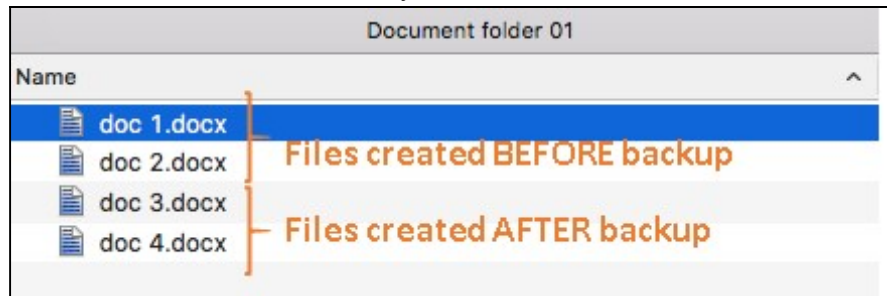 Document folder 01
Name
doc 1.docx
doc 2.docx
Files created BEFORE backup
doc 3.docx
doc 4.docx
Files created AFTER backup